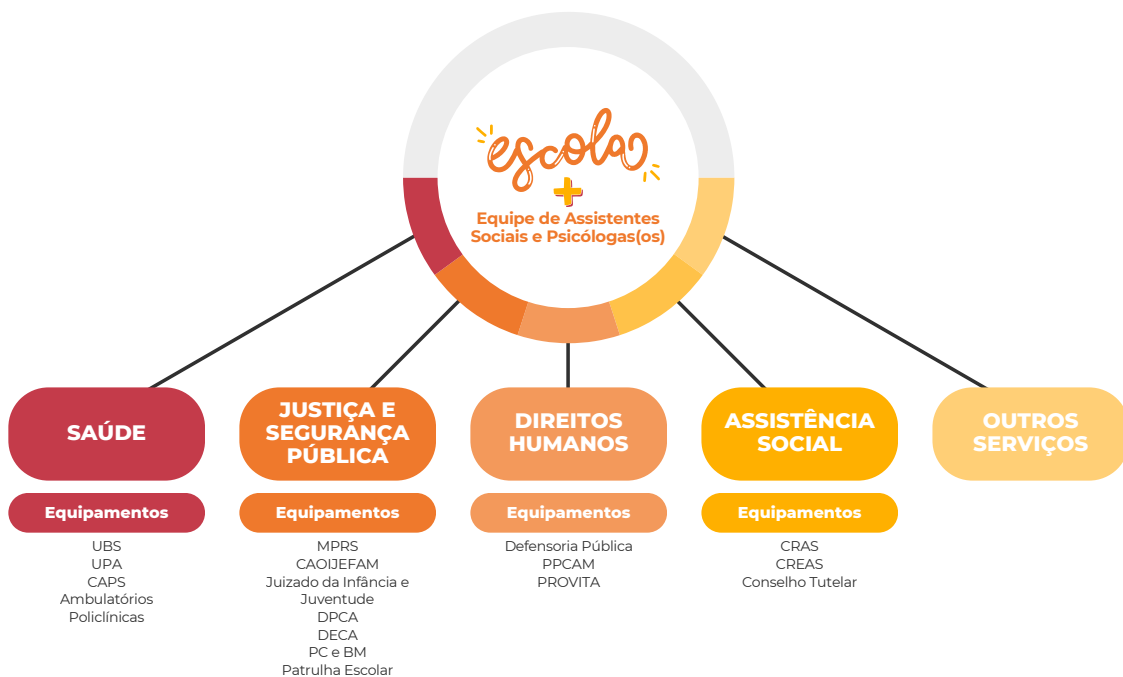 escola
+
Equipe de Assistentes
Sociais e Psicólogas(os)
SAÚDE
Equipamentos
UBS
UPA
CAPS
Ambulatórios
Policlínicas
JUSTIÇA E
SEGURANÇA
PÚBLICA
Equipamentos
MPRS
CAOIJEFAM
Juizado da Infância e
Juventude
DPCA
DECA
PC e BM
Patrulha Escolar
DIREITOS
HUMANOS
Equipamentos
Defensoria Pública
PPCAM
PROVITA
ASSISTÊNCIA
SOCIAL
Equipamentos
CRAS
CREAS
Conselho Tutelar
OUTROS
SERVIÇOS